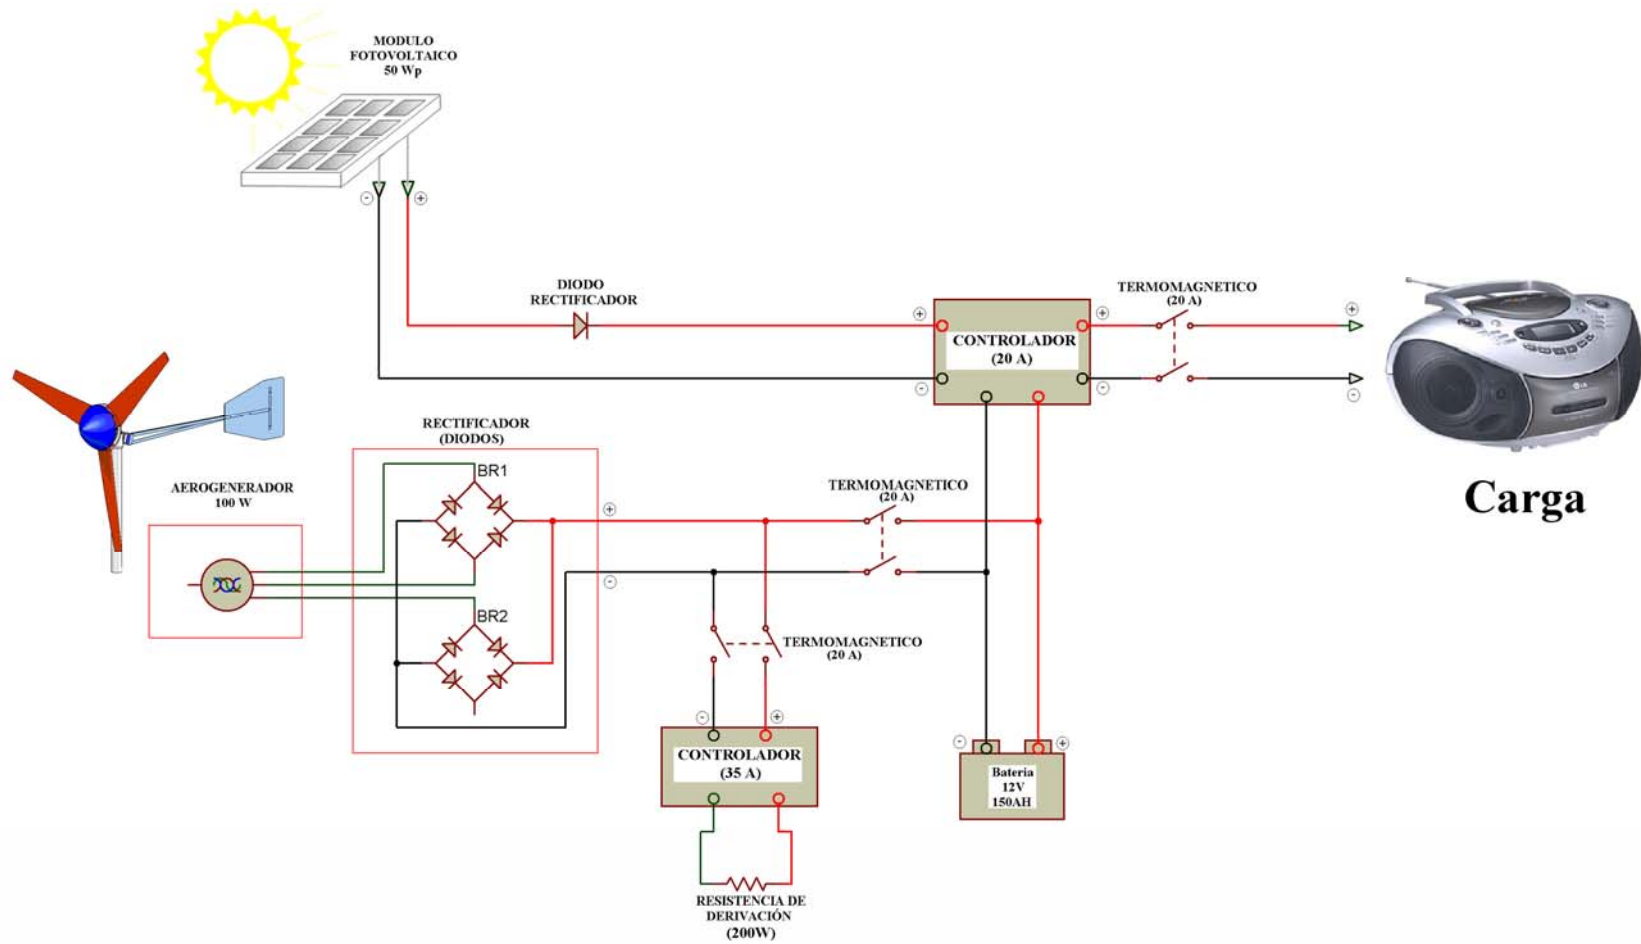 MODULO
FOTOVOLTAICO
50 Wp
DIODO
RECTIFICADOR
CONTROLADOR
(20 A)
TERMOMAGNETICO
(20 A)
LG
Carga
RECTIFICADOR
(DIODOS)
BR1
AEROGENERADOR
100 W
TERMOMAGNETICO
(20 A)
BR2
TERMOMAGNETICO
(20 A)
CONTROLADOR
(35 A)
Bateria
12V
150AH
RESISTENCIA DE
DERIVACIÓN
(200W)